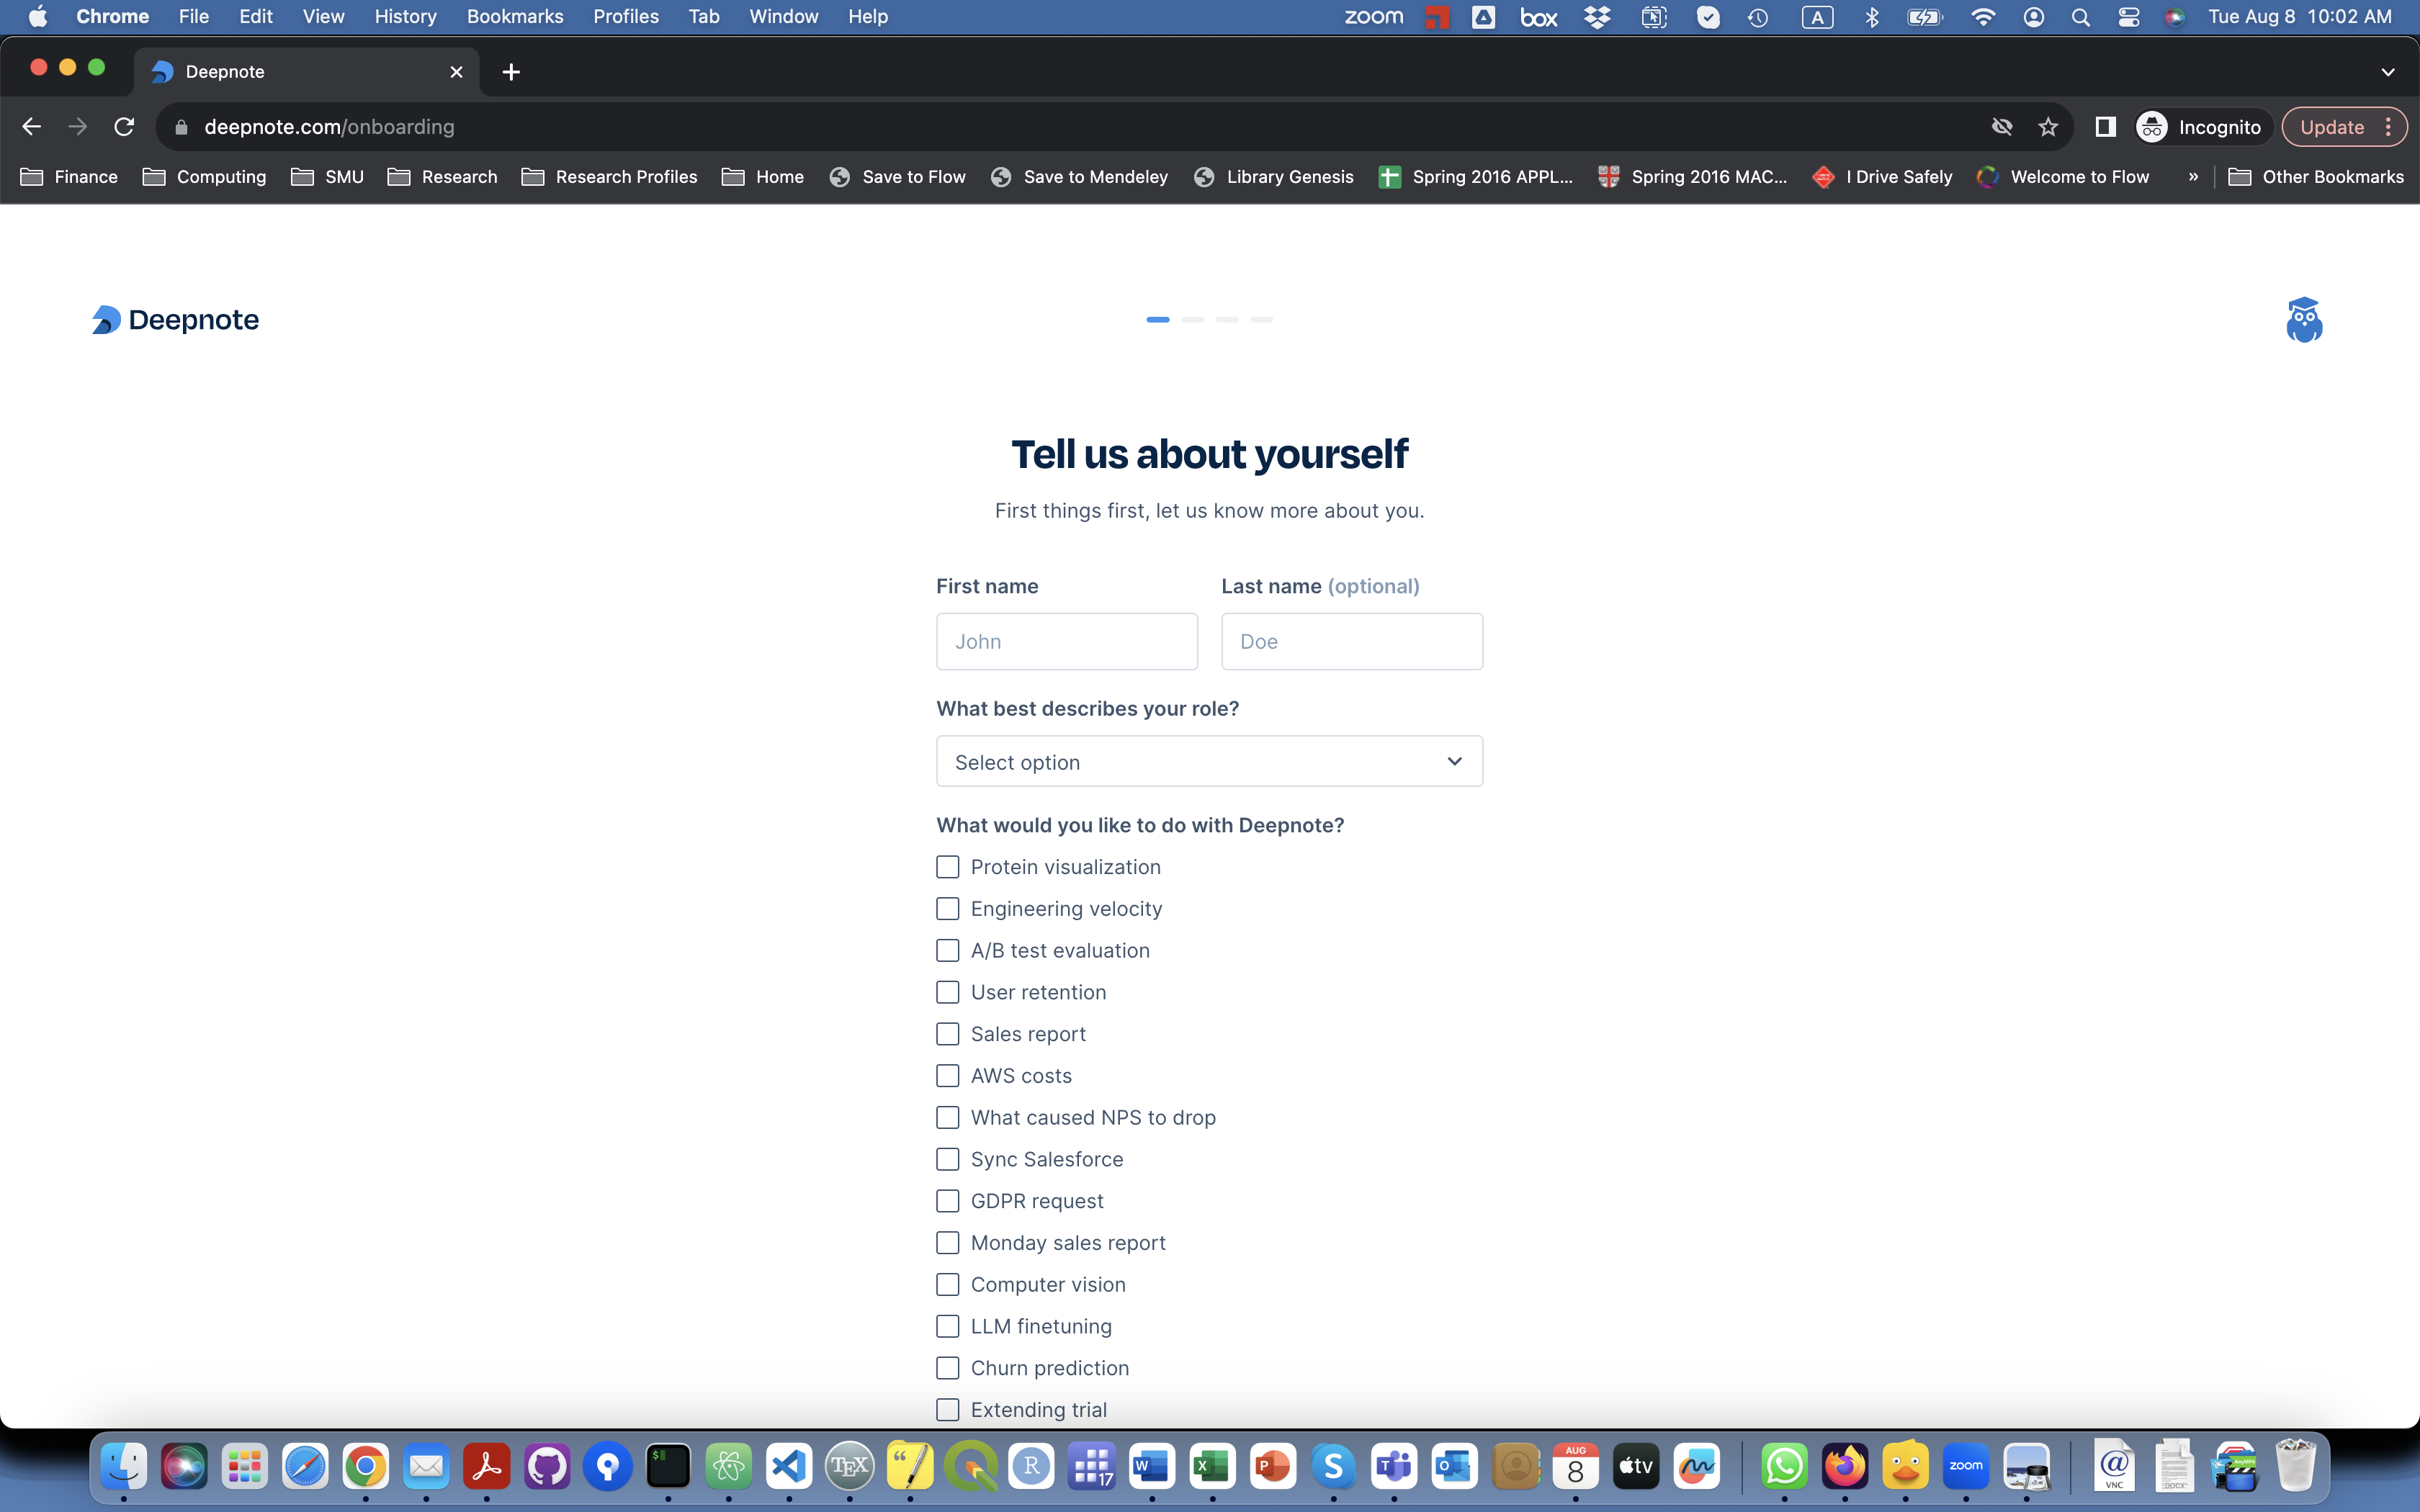 Chrome File Edit View History Bookmarks Profiles Tab Window Help zoom box A Tue Aug 8 10:02 AM
Deepnote
deepnote.com/onboarding Incognito Update
Finance Computing SMU Research Research Profiles Home Save to Flow Save to Mendeley Library Genesis Spring 2016 APPL... Spring 2016 MAC... I Drive Safely Welcome to Flow » Other Bookmarks
Deepnote
Tell us about yourself
First things first, let us know more about you.
First name Last name (optional)
John Doe
What best describes your role?
Select option
What would you like to do with Deepnote?
Protein visualization
Engineering velocity
A/B test evaluation
User retention
Sales report
AWS costs
What caused NPS to drop
Sync Salesforce
GDPR request
Monday sales report
Computer vision
LLM finetuning
Churn prediction
Extending trial
$ TEX R 17 W X P S T O AUG 8 tv zoom @ VNC DOCX